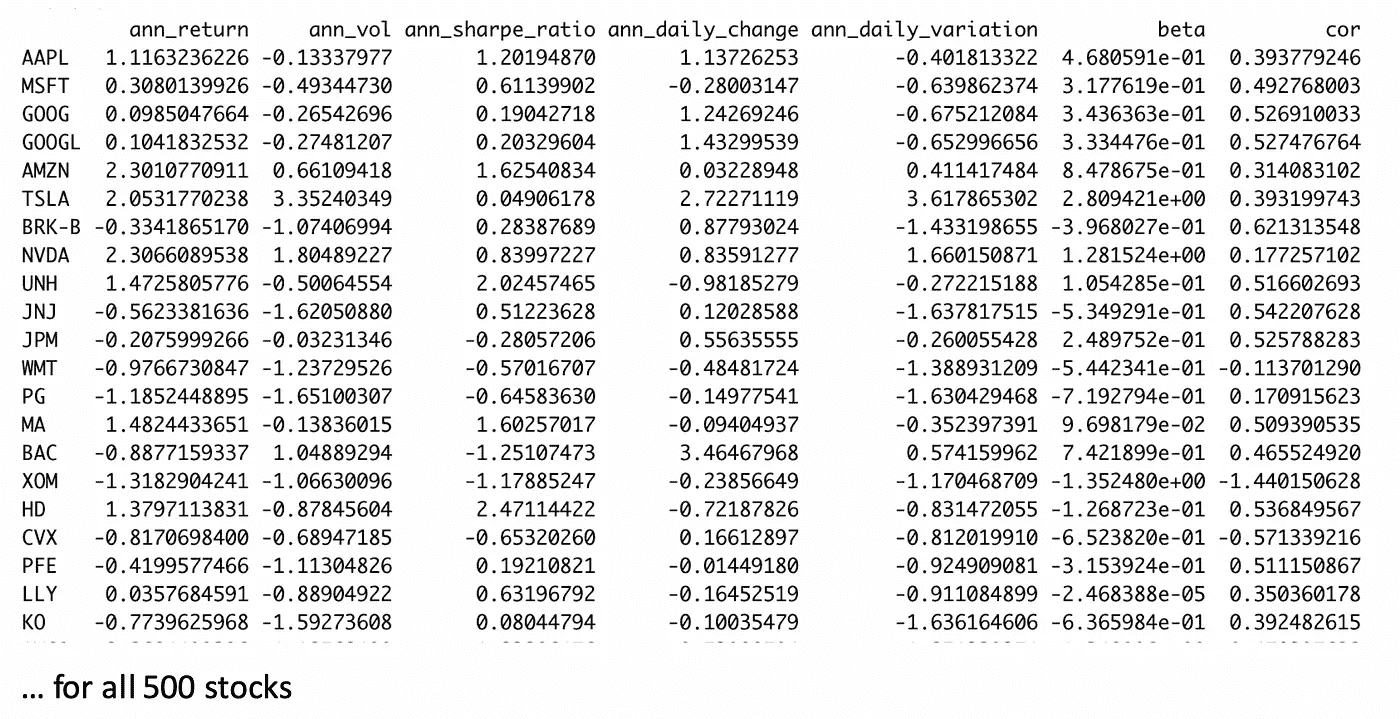 ann_return ann_vol ann_sharpe_ratio ann_daily_change ann_daily_variation beta cor
AAPL 1.1163236226 -0.13337977 1.20194870 1.13726253 -0.401813322 4.680591e-01 0.393779246
MSFT 0.3080139926 -0.49344730 0.61139902 -0.28003147 -0.639862374 3.177619e-01 0.492768003
GOOG 0.0985047664 -0.26542696 0.19042718 1.24269246 -0.675212084 3.436363e-01 0.526910033
GOOGL 0.1041832532 -0.27481207 0.20329604 1.43299539 -0.652996656 3.334476e-01 0.527476764
AMZN 2.3010770911 0.66109418 1.62540834 0.03228948 0.411417484 8.478675e-01 0.314083102
TSLA 2.0531770238 3.35240349 0.04906178 2.72271119 3.617865302 2.809421e+00 0.393199743
BRK-B -0.3341865170 -1.07406994 0.28387689 0.87793024 -1.433198655 -3.968027e-01 0.621313548
NVDA 2.3066089538 1.80489227 0.83997227 0.83591277 1.660150871 1.281524e+00 0.177257102
UNH 1.4725805776 -0.50064554 2.02457465 -0.98185279 -0.272215188 1.054285e-01 0.516602693
JNJ -0.5623381636 -1.62050880 0.51223628 0.12028588 -1.637817515 -5.349291e-01 0.542207628
JPM -0.2075999266 -0.03231346 -0.28057206 0.55635555 -0.260055428 2.489752e-01 0.525788283
WMT -0.9766730847 -1.23729526 -0.57016707 -0.48481724 -1.388931209 -5.442341e-01 -0.113701290
PG -1.1852448895 -1.65100307 -0.64583630 -0.14977541 -1.630429468 -7.192794e-01 0.170915623
MA 1.4824433651 -0.13836015 1.60257017 -0.09404937 -0.352397391 9.698179e-02 0.509390535
BAC -0.8877159337 1.04889294 -1.25107473 3.46467968 0.574159962 7.421899e-01 0.465524920
XOM -1.3182904241 -1.06630096 -1.17885247 -0.23856649 -1.170468709 -1.352480e+00 -1.440150628
HD 1.3797113831 -0.87845604 2.47114422 -0.72187826 -0.831472055 -1.268723e-01 0.536849567
CVX -0.8170698400 -0.68947185 -0.65320260 0.16612897 -0.812019910 -6.523820e-01 -0.571339216
PFE -0.4199577466 -1.11304826 0.19210821 -0.01449180 -0.924909081 -3.153924e-01 0.511150867
LLY 0.0357684591 -0.88904922 0.63196792 -0.16452519 -0.911084899 -2.468388e-05 0.350360178
KO -0.7739625968 -1.59273608 0.08044794 -0.10035479 -1.636164606 -6.365984e-01 0.392482615
... for all 500 stocks